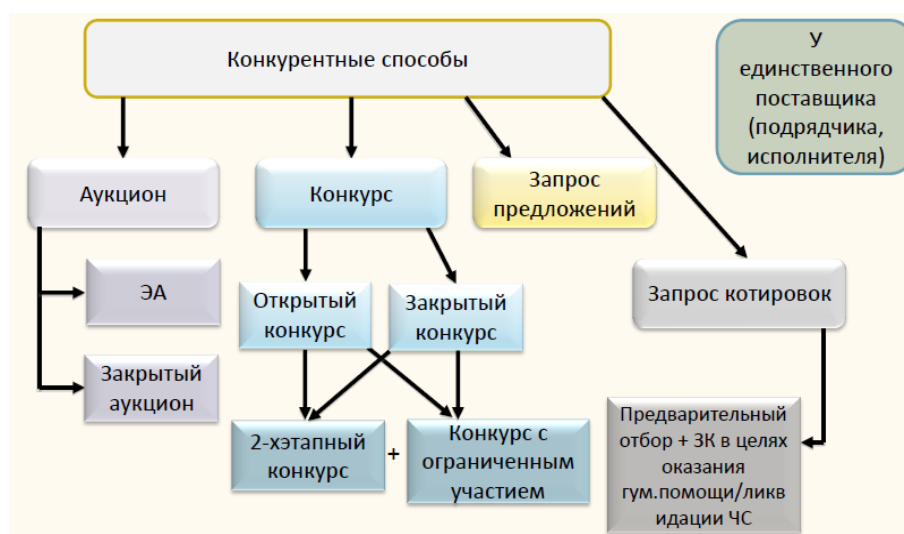 Конкурентные способы
У
единственного
поставщика
(подрядчика,
исполнителя)
Аукцион
Конкурс
Запрос
предложений
ЭА
Открытый
конкурс
Закрытый
конкурс
Запрос котировок
Закрытый
аукцион
2-хэтапный
конкурс
+
Конкурс с
ограниченным
участием
Предварительный
отбор + ЗК в целях
оказания
гум.помощи/ликв
идации ЧС